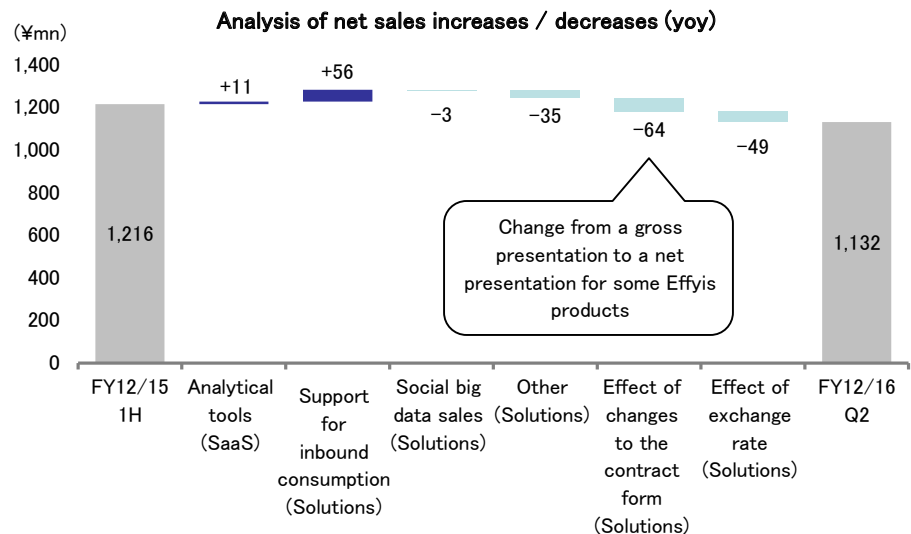 Analysis of net sales increases / decreases (yoy)
(¥mn)
1,400
1,200
1,000
800
600
400
200
0
1,216
+11
+56
-3
-35
-64
-49
1,132
Change from a gross
presentation to a net
presentation for some Effyis
products
FY12/15
1H
Analytical
tools
(SaaS)
Support
for
inbound
consumption
(Solutions)
Social big
data sales
(Solutions)
Other
(Solutions)
Effect of
changes
to the
contract
form
(Solutions)
Effect of
exchange
rate
(Solutions)
FY12/16
Q2